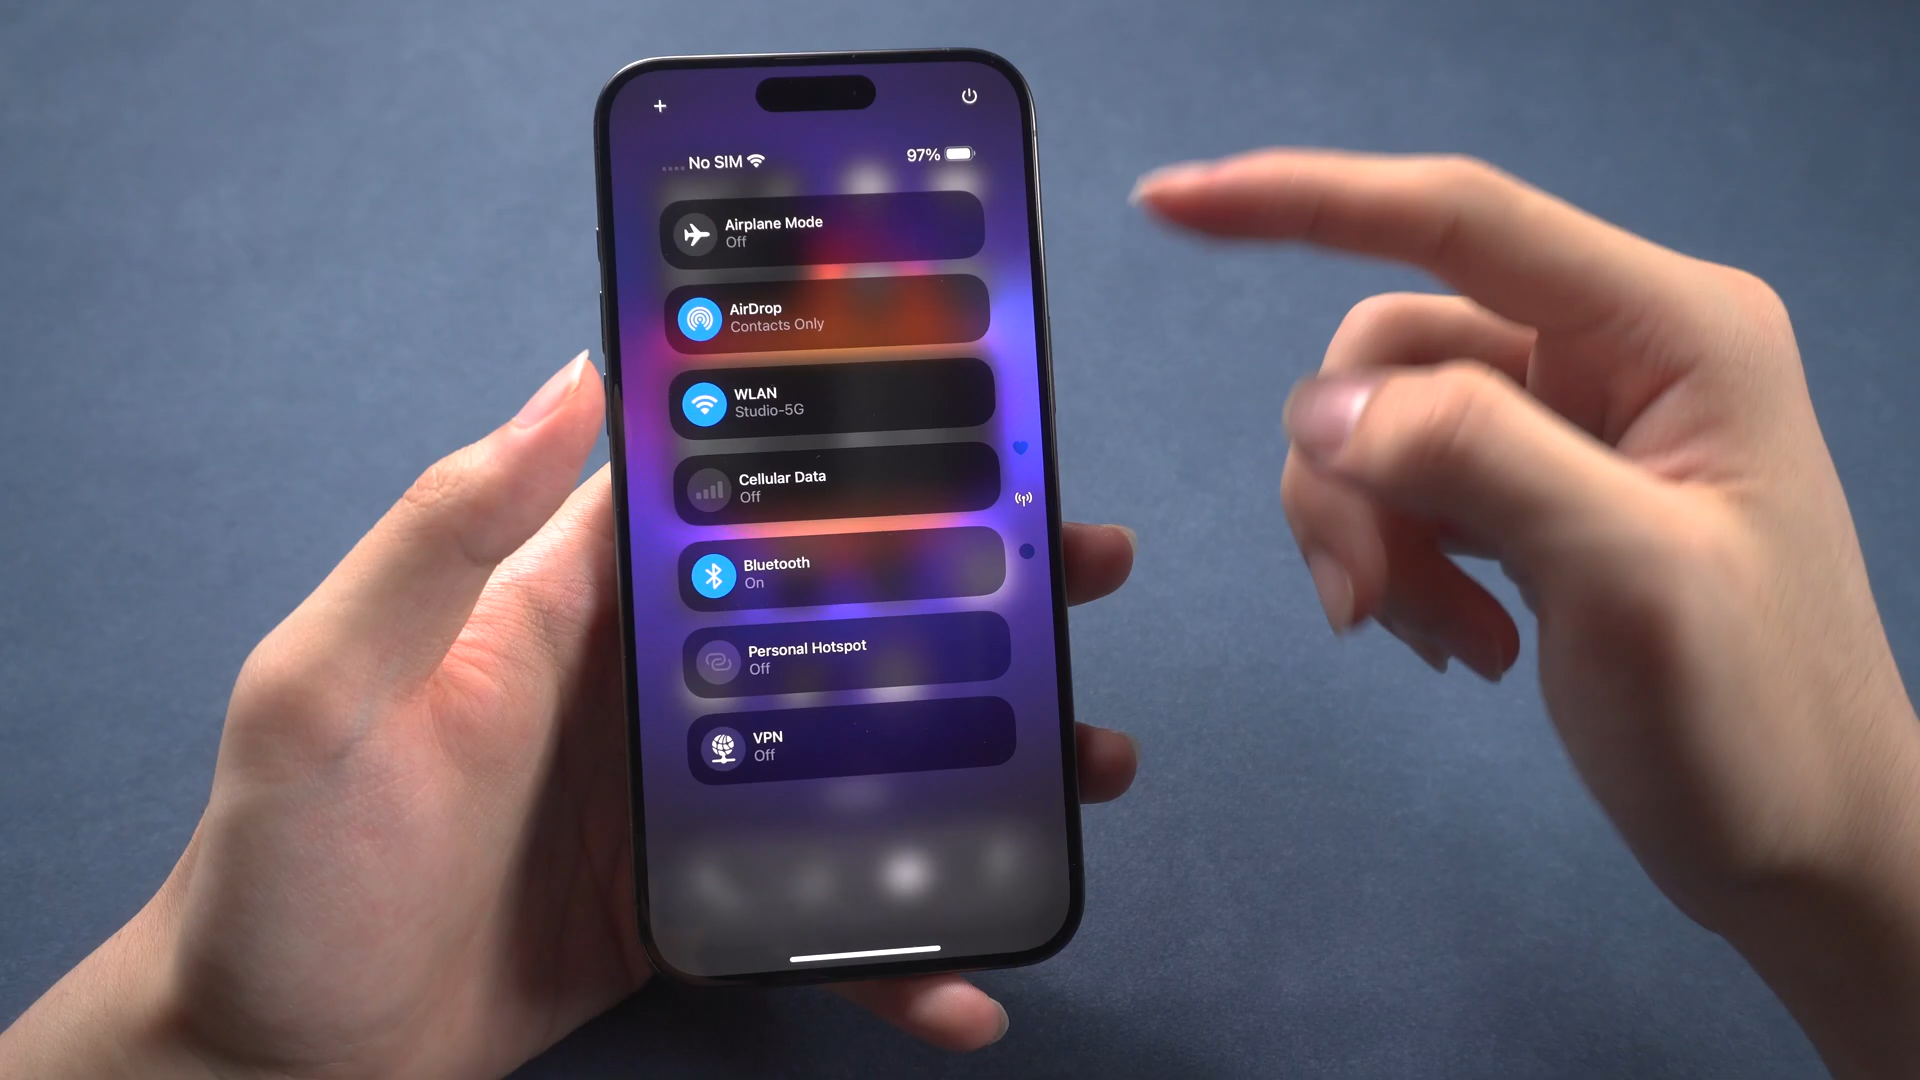 No SIM
97%
Airplane Mode
Off
AirDrop
Contacts Only
WLAN
Studio-5G
Cellular Data
Off
Bluetooth
On
Personal Hotspot
Off
VPN
Off